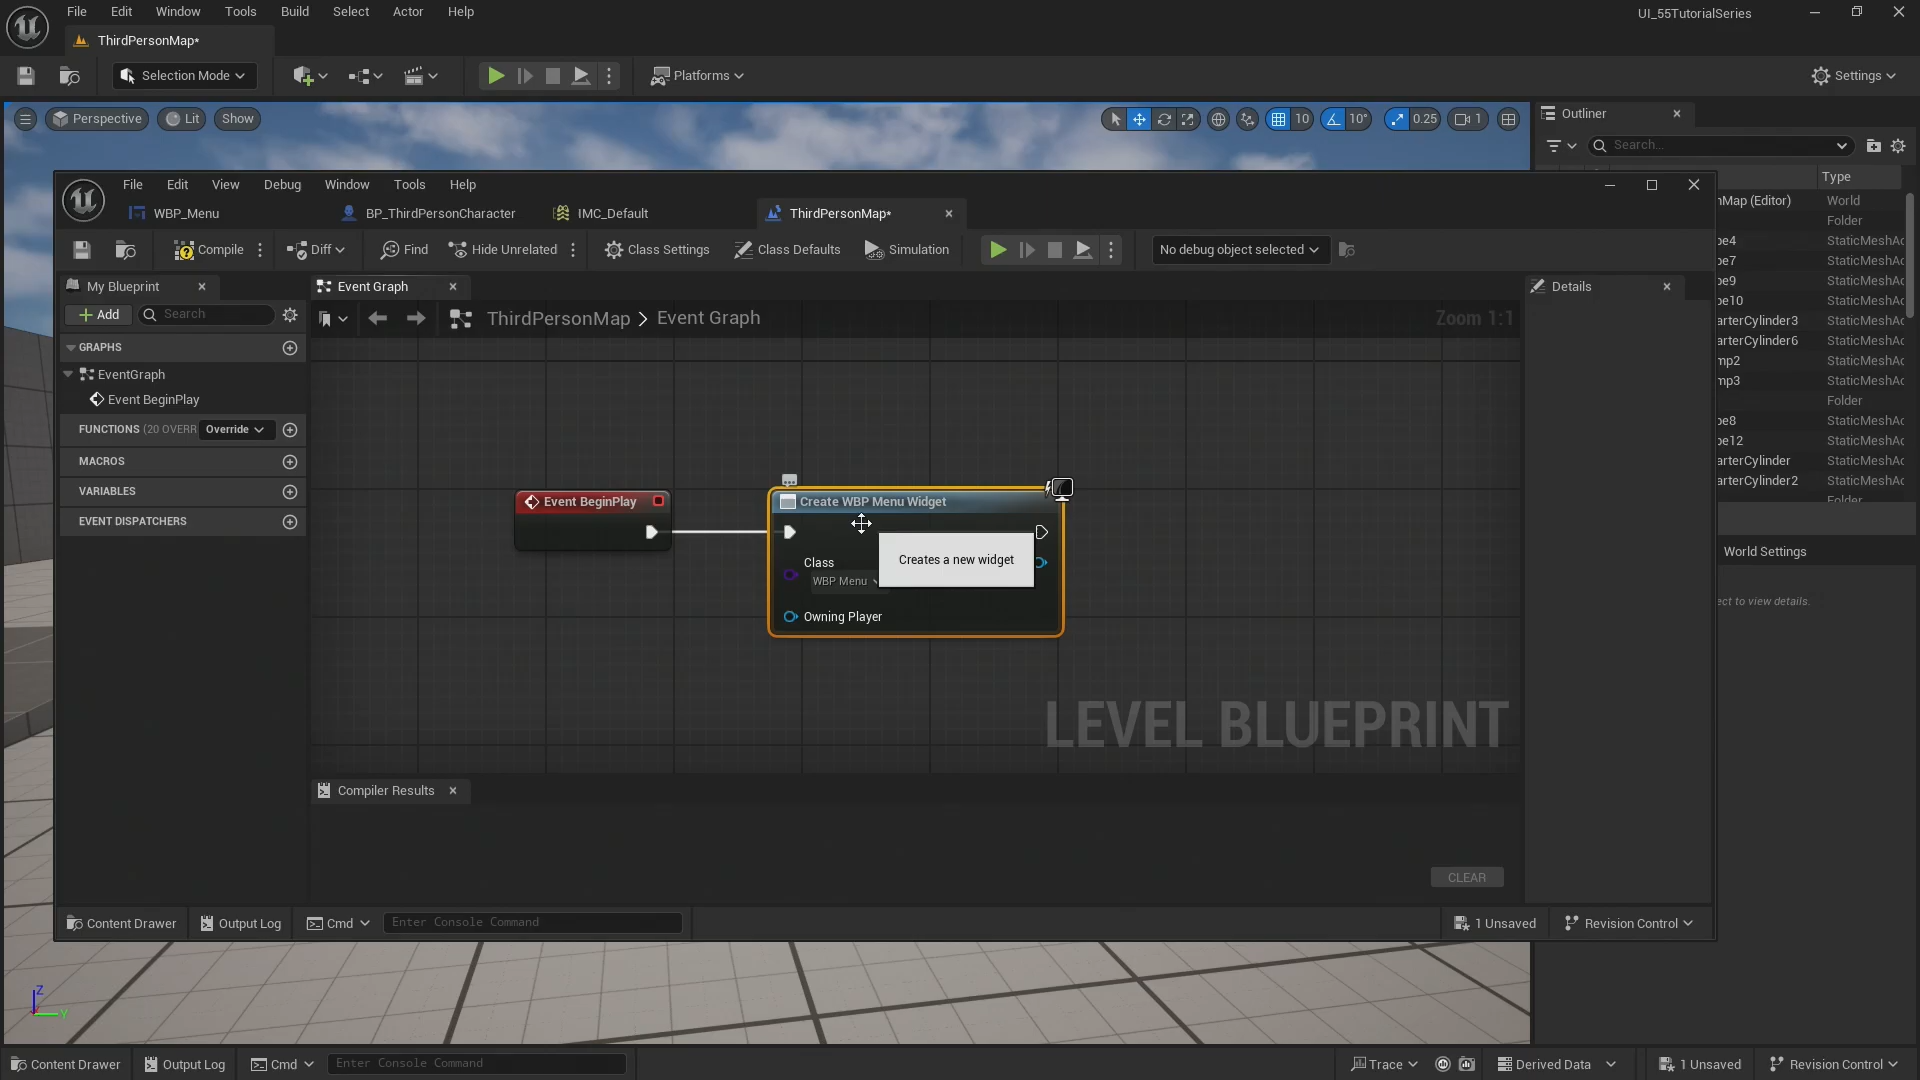 File Edit Window Tools Build Select Actor Help
UI_55TutorialSeries
ThirdPersonMap*
Selection Mode
Platforms
Settings
Perspective Lit Show
10 10° 0.25 1
Outliner
Search...
Type
nMap (Editor) World
Folder
pe4 StaticMeshAc
pe7 StaticMeshAc
pe9 StaticMeshAc
pe10 StaticMeshAc
arterCylinder3 StaticMeshAc
arterCylinder6 StaticMeshAc
mp2 StaticMeshAc
mp3 StaticMeshAc
Folder
pe8 StaticMeshAc
pe12 StaticMeshAc
arterCylinder StaticMeshAc
arterCylinder2 StaticMeshAc
Folder
World Settings
ect to view details.
File Edit View Debug Window Tools Help
WBP_Menu BP_ThirdPersonCharacter IMC_Default ThirdPersonMap*
Compile Diff Find Hide Unrelated Class Settings Class Defaults Simulation No debug object selected
My Blueprint
Add Search
GRAPHS
EventGraph
Event BeginPlay
FUNCTIONS (20 OVERR Override
MACROS
VARIABLES
EVENT DISPATCHERS
Event Graph
ThirdPersonMap > Event Graph
Zoom 1:1
Event BeginPlay
Create WBP Menu Widget
Class
WBP Menu
Owning Player
Creates a new widget
LEVEL BLUEPRINT
Details
Compiler Results
CLEAR
Content Drawer Output Log Cmd Enter Console Command 1 Unsaved Revision Control
Z
Y
Content Drawer Output Log Cmd Enter Console Command Trace Derived Data 1 Unsaved Revision Control